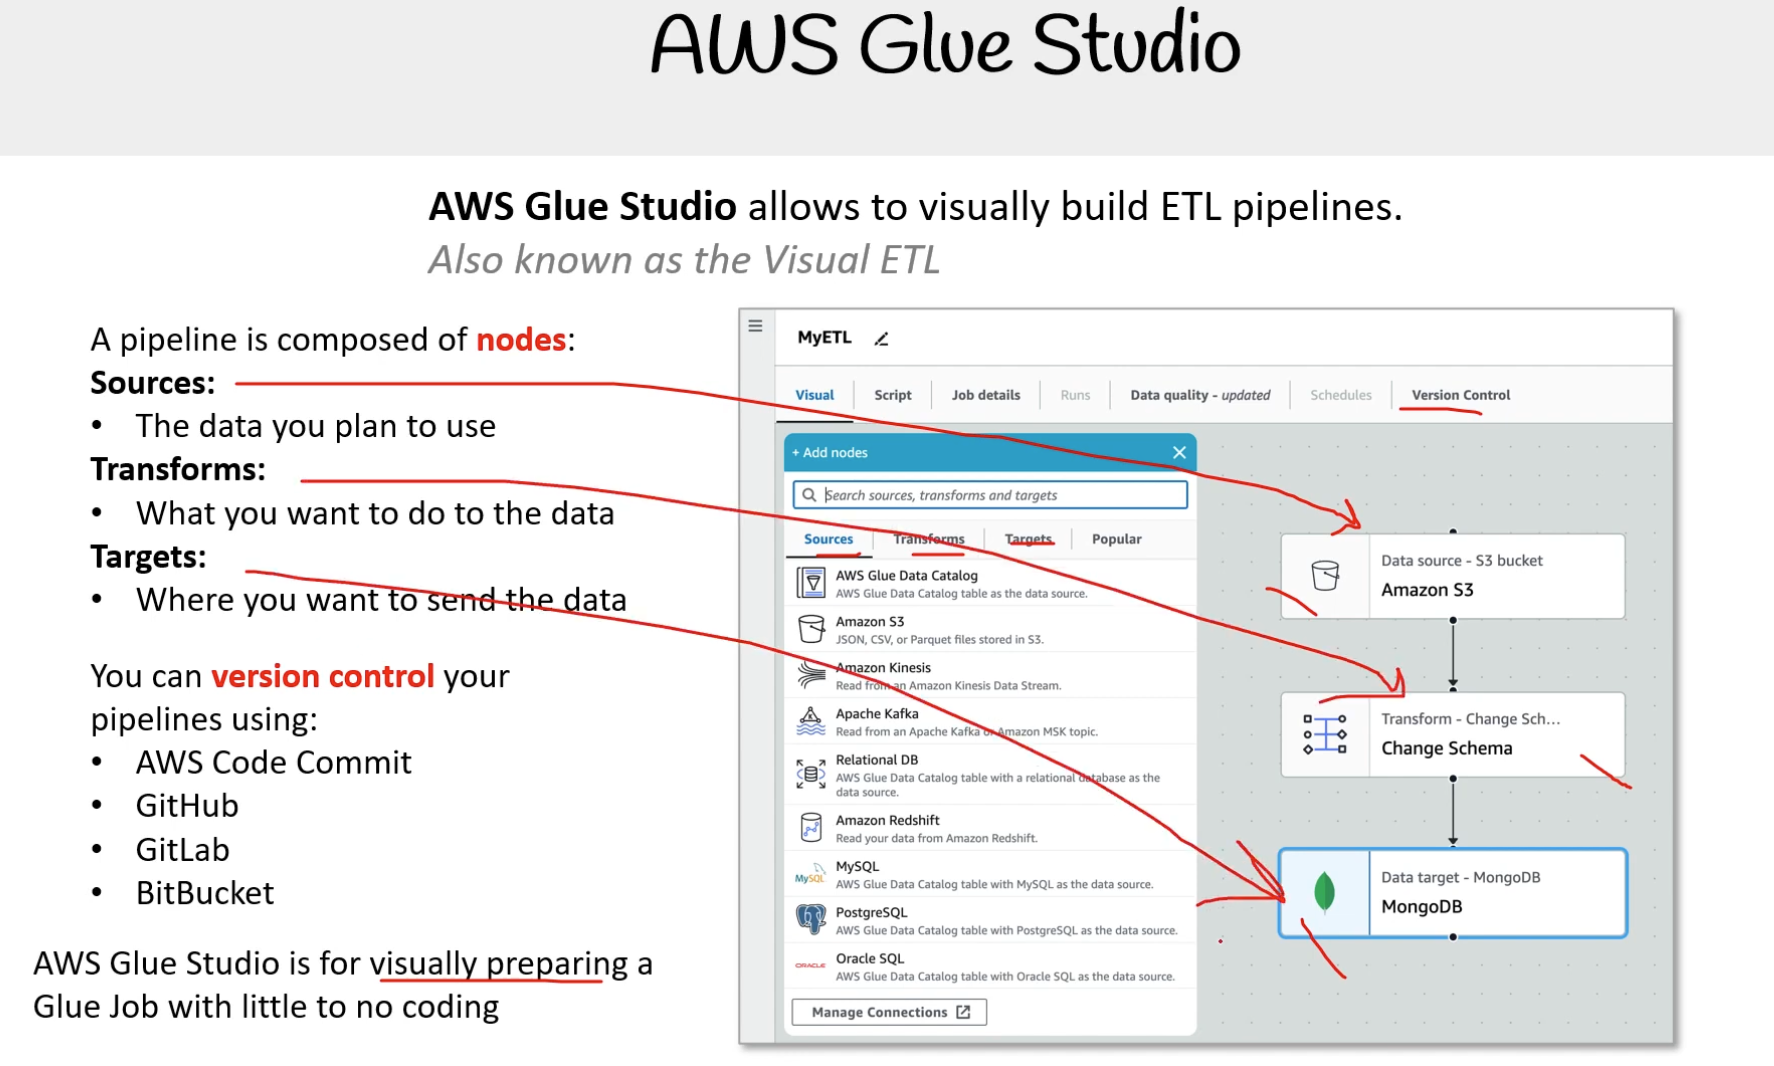 AWS Glue Studio
AWS Glue Studio allows to visually build ETL pipelines.
Also known as the Visual ETL
A pipeline is composed of nodes:
Sources:
• The data you plan to use
Transforms:
• What you want to do to the data
Targets:
• Where you want to send the data
You can version control your
pipelines using:
• AWS Code Commit
• GitHub
• GitLab
• BitBucket
AWS Glue Studio is for visually preparing a
Glue Job with little to no coding
MyETL
Visual Script Job details Runs Data quality - updated Schedules Version Control
+ Add nodes
Search sources, transforms and targets
Sources Transforms Targets Popular
AWS Glue Data Catalog
AWS Glue Data Catalog table as the data source.
Amazon S3
JSON, CSV, or Parquet files stored in S3.
Amazon Kinesis
Read from an Amazon Kinesis Data Stream.
Apache Kafka
Read from an Apache Kafka or Amazon MSK topic.
Relational DB
AWS Glue Data Catalog table with a relational database as the
data source.
Amazon Redshift
Read your data from Amazon Redshift.
MySQL
MySQL
AWS Glue Data Catalog table with MySQL as the data source.
PostgreSQL
AWS Glue Data Catalog table with PostgreSQL as the data source.
ORACLE
Oracle SQL
AWS Glue Data Catalog table with Oracle SQL as the data source.
Manage Connections
Data source - S3 bucket
Amazon S3
Transform - Change Sch...
Change Schema
Data target - MongoDB
MongoDB